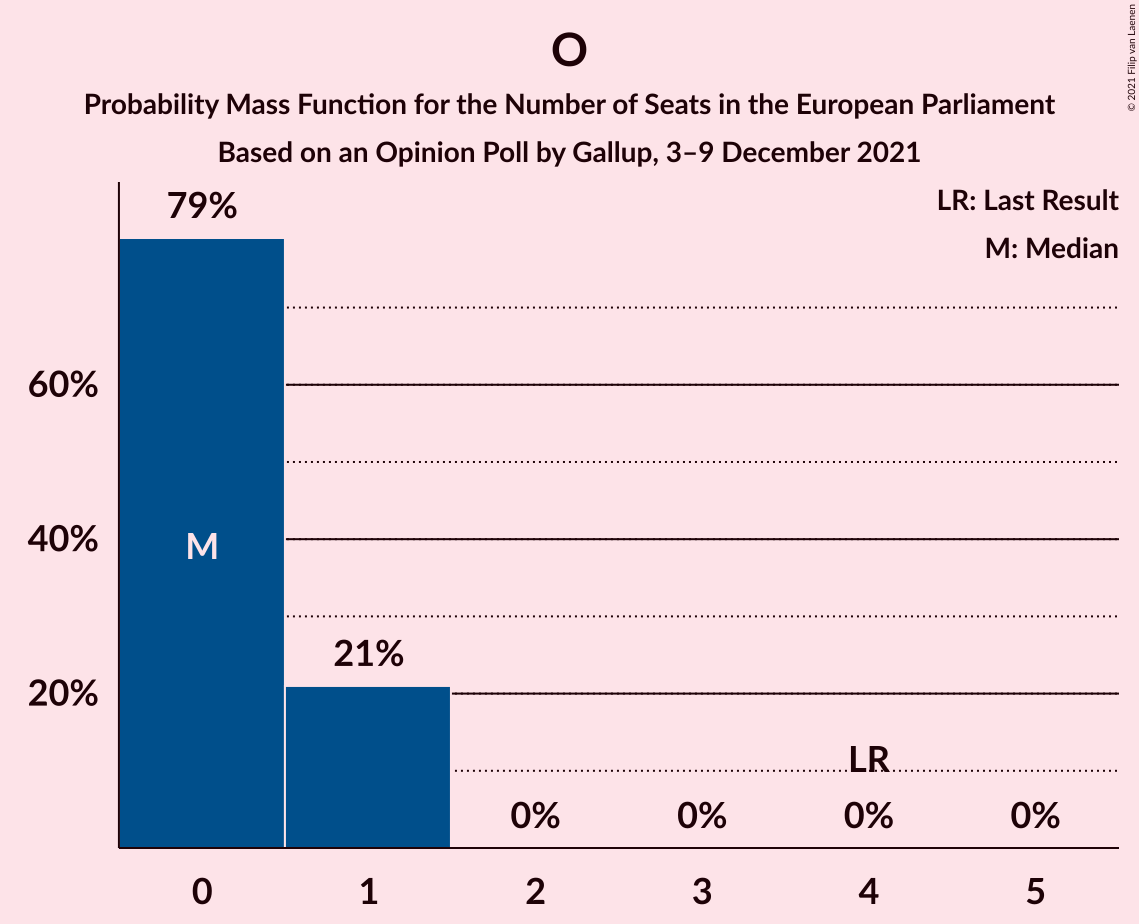 O
Probability Mass Function for the Number of Seats in the European Parliament
Based on an Opinion Poll by Gallup, 3–9 December 2021
© 2021 Filip van Laenen
LR: Last Result
M: Median
79%
60%
40%
M
21%
20%
LR
0%
0%
0%
0%
0
1
2
3
4
5